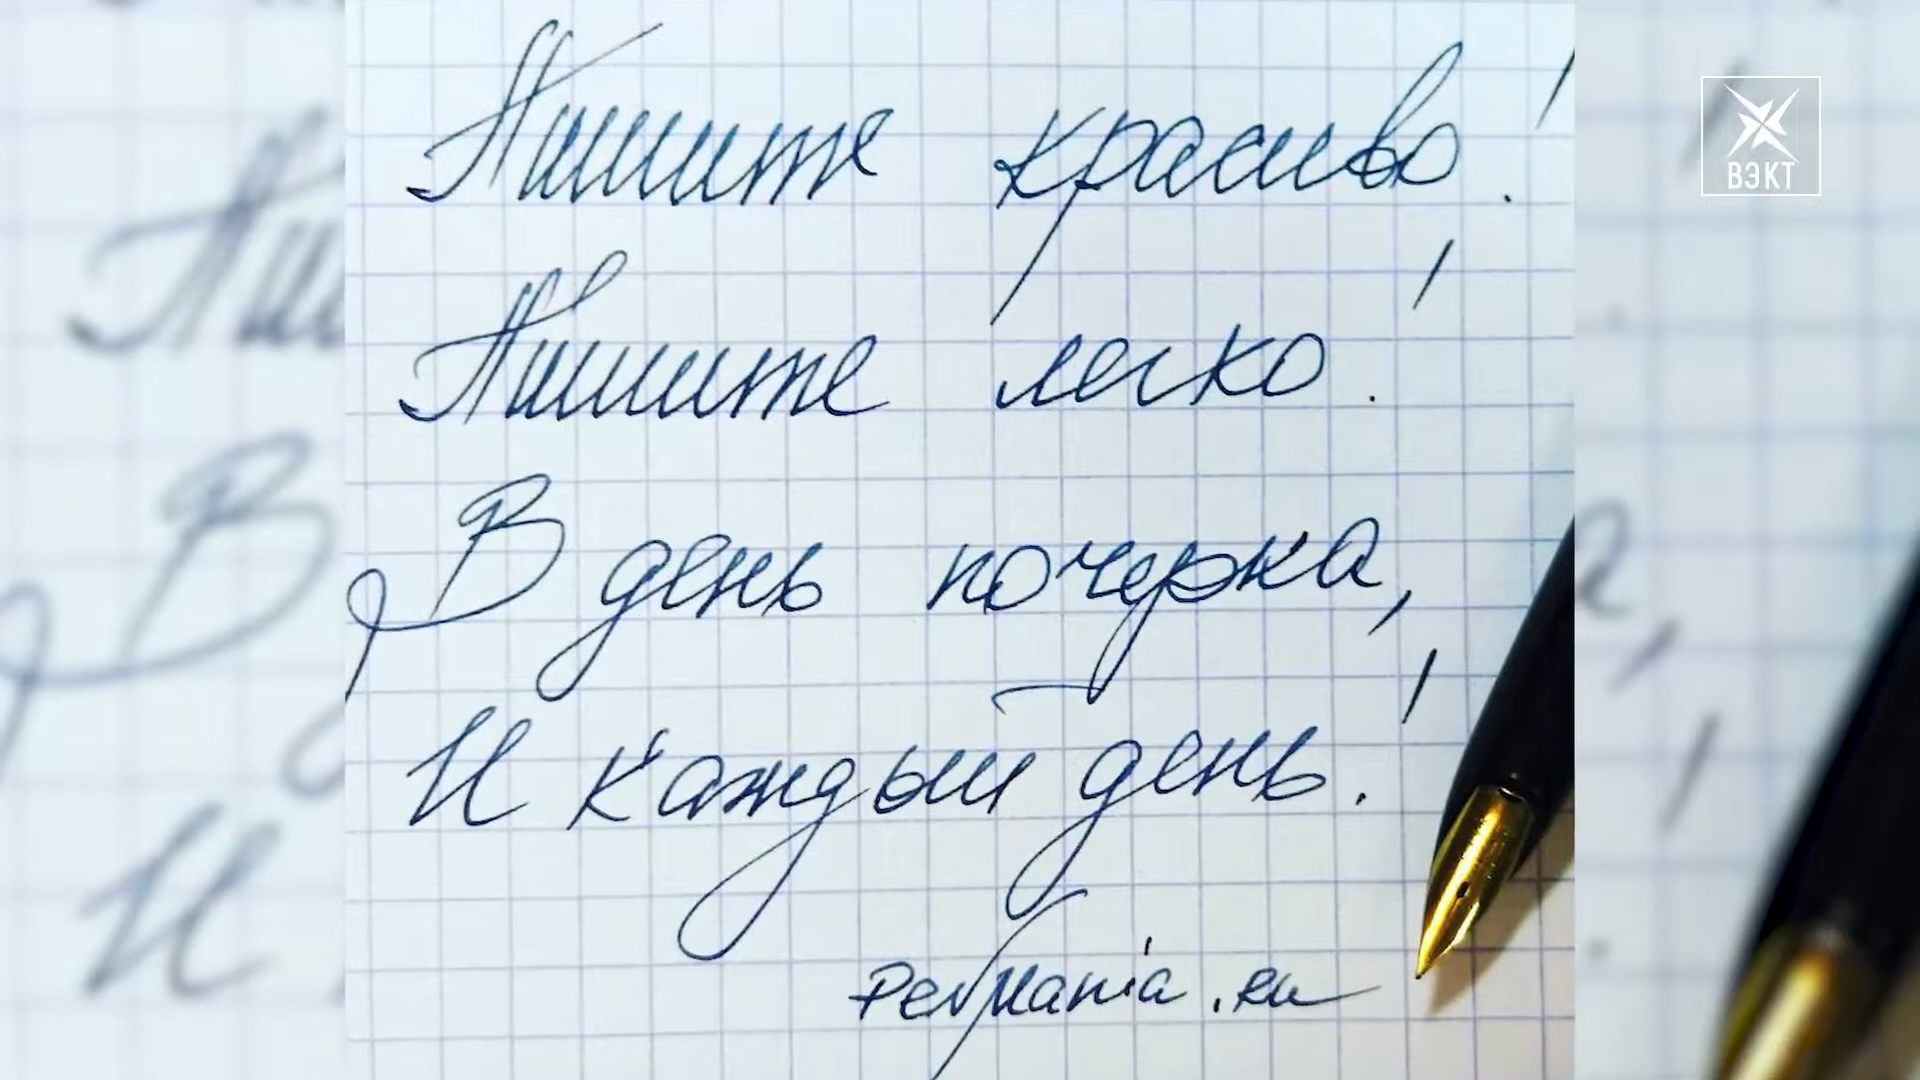 Пишите красиво!
ВЭКТ
Пишите легко!
В день почерка,
И каждый день!
PenMania.ru